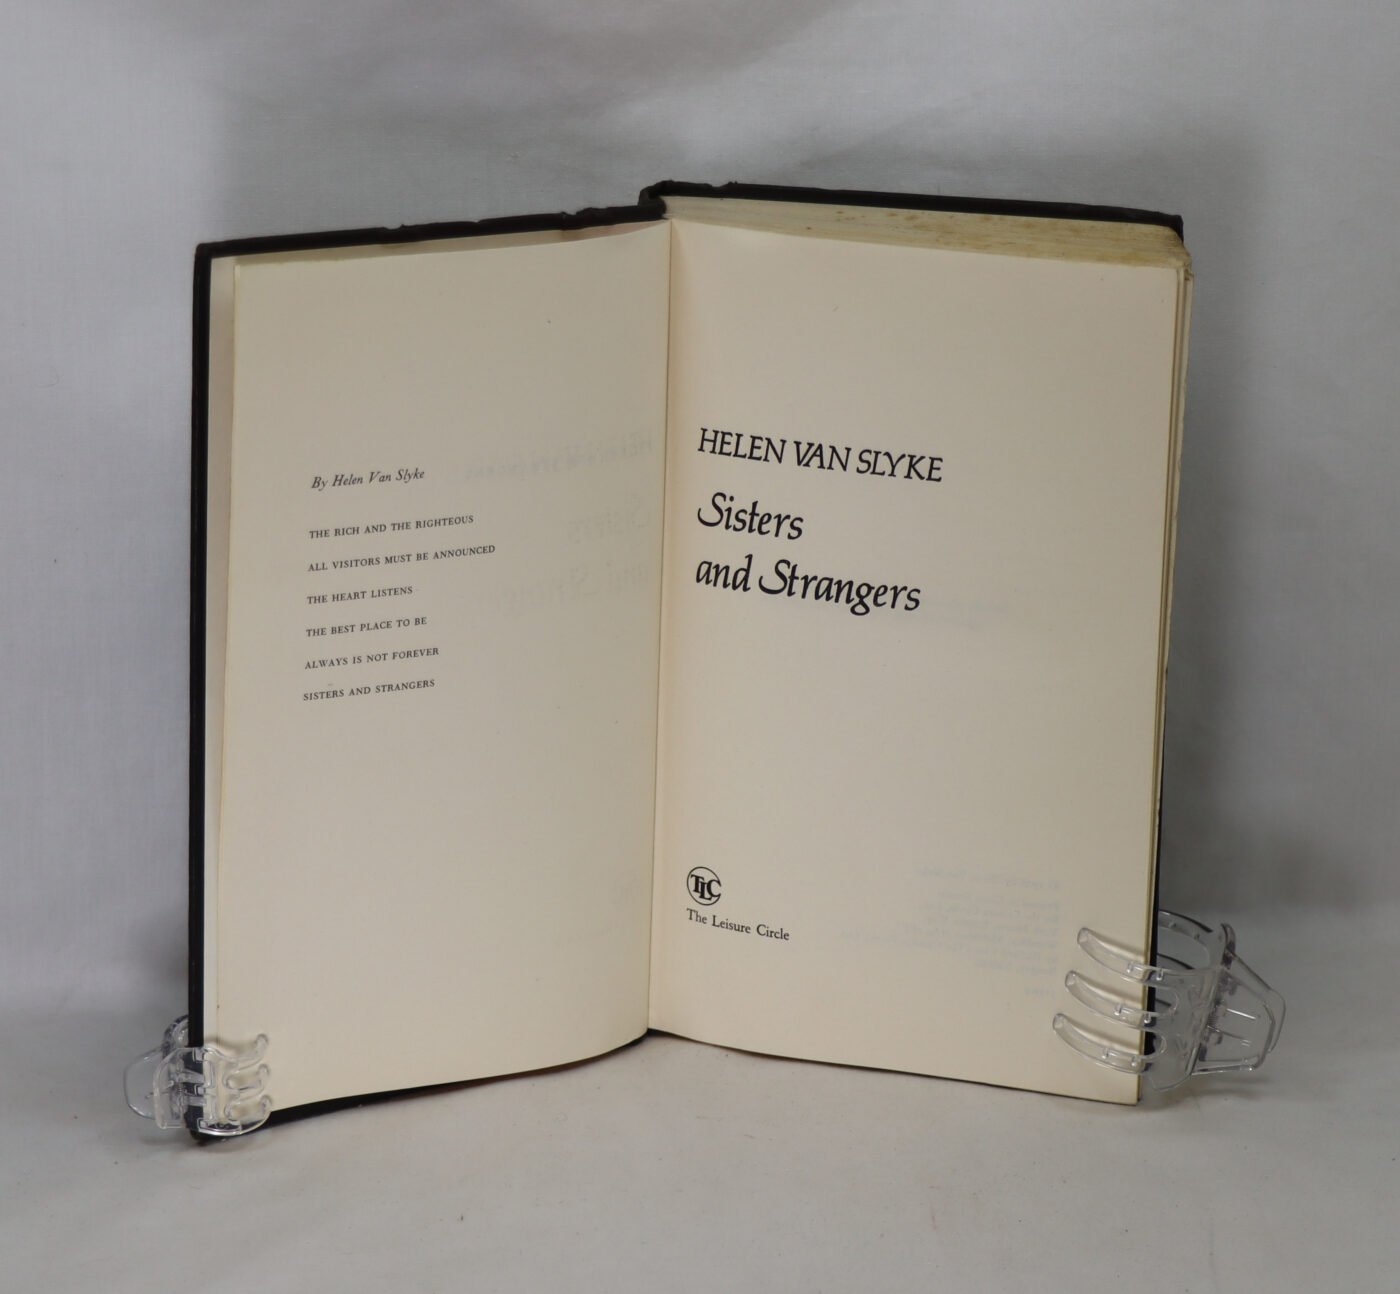 By Helen Van Slyke
THE RICH AND THE RIGHTEOUS
ALL VISITORS MUST BE ANNOUNCED
THE HEART LISTENS
THE BEST PLACE TO BE
ALWAYS IS NOT FOREVER
SISTERS AND STRANGERS
HELEN VAN SLYKE
Sisters
and Strangers
TLC
The Leisure Circle